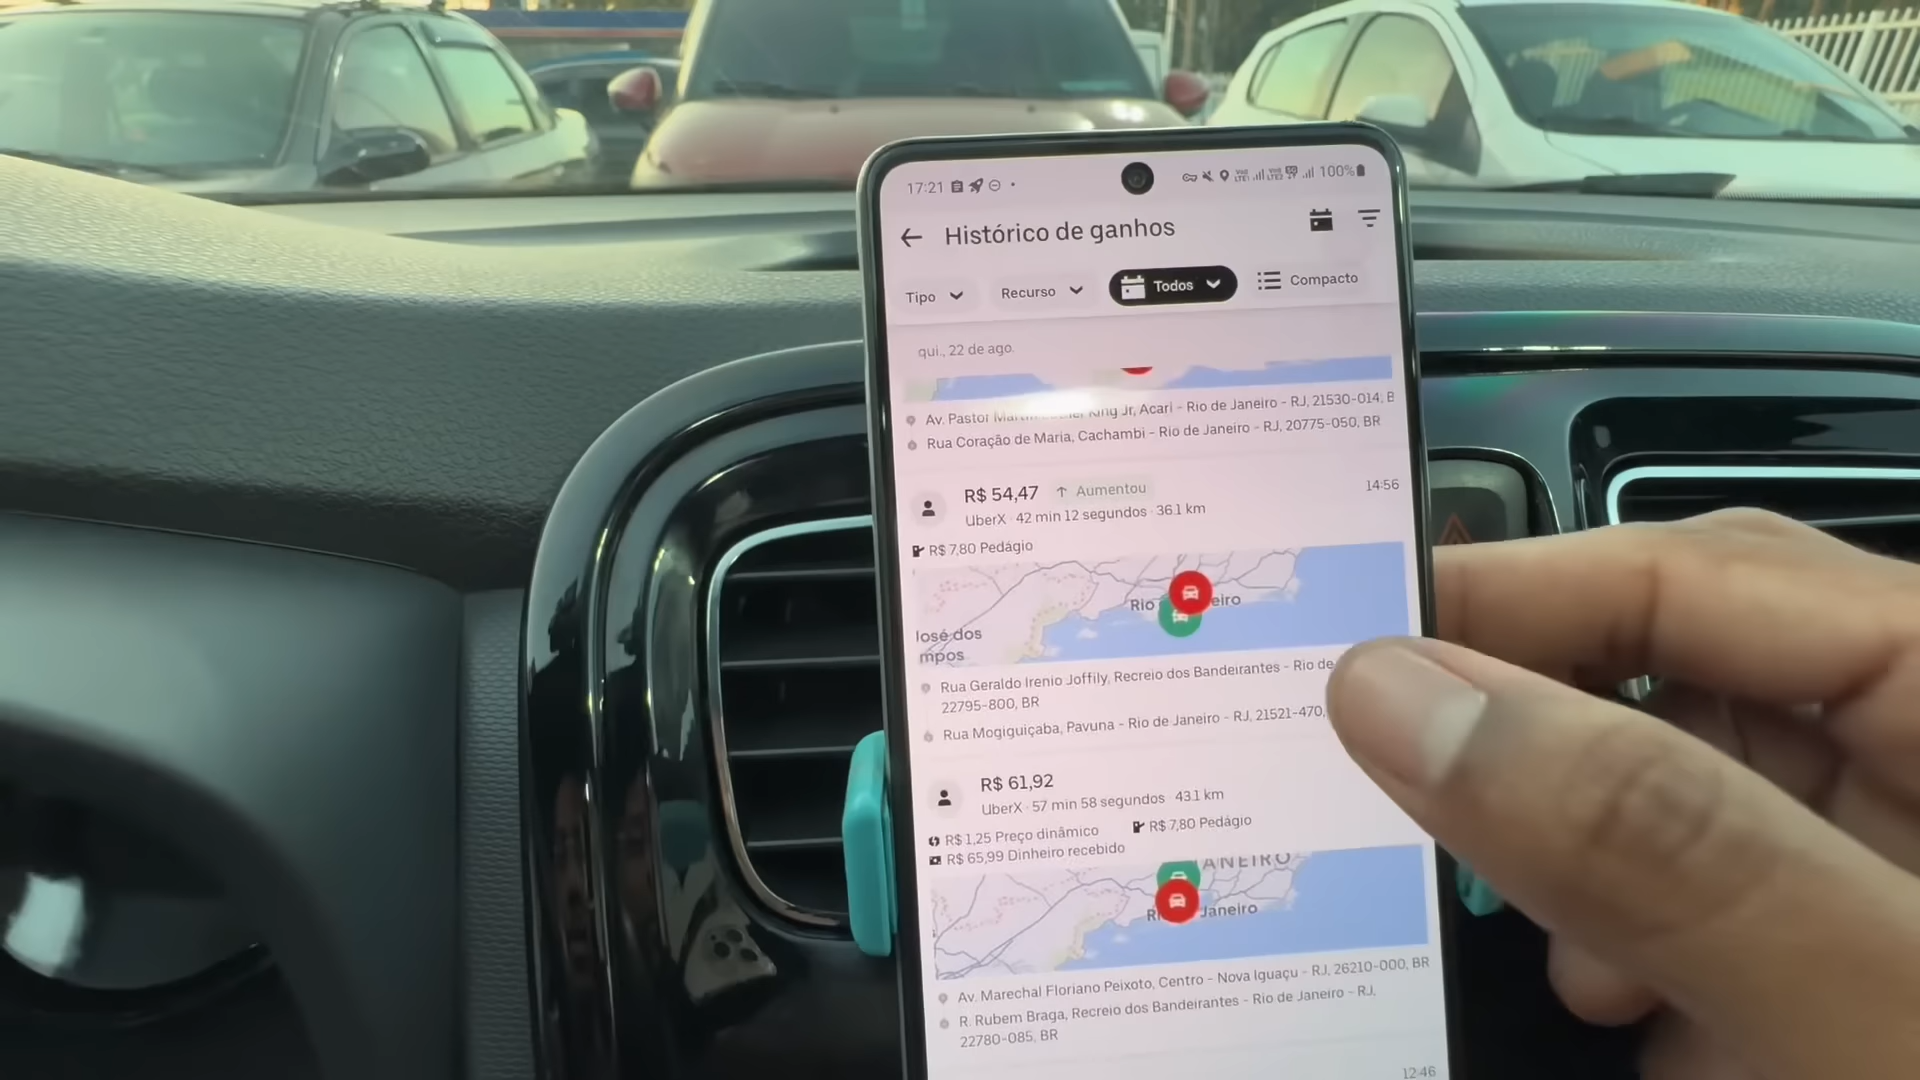 17:21 100%
Histórico de ganhos
Tipo Recurso Todos Compacto
qui., 22 de ago.
Av. Pastor King Jr, Acari - Rio de Janeiro - RJ, 21530-014, B
Rua Coração de Maria, Cachambi - Rio de Janeiro - RJ, 20775-050, BR
R$ 54,47 ↑ Aumentou 14:56
UberX · 42 min 12 segundos · 36.1 km
R$ 7,80 Pedágio
Rio eiro
José dos
mpos
Rua Geraldo Irenio Joffily, Recreio dos Bandeirantes - Rio de
22795-800, BR
Rua Mogiguiçaba, Pavuna - Rio de Janeiro - RJ, 21521-470,
R$ 61,92
UberX · 57 min 58 segundos · 43.1 km
R$ 1,25 Preço dinâmico R$ 7,80 Pedágio
R$ 65,99 Dinheiro recebido
ANEIRO
Ri Janeiro
Av. Marechal Floriano Peixoto, Centro - Nova Iguaçu - RJ, 26210-000, BR
R. Rubem Braga, Recreio dos Bandeirantes - Rio de Janeiro - RJ,
22780-085, BR
12:46